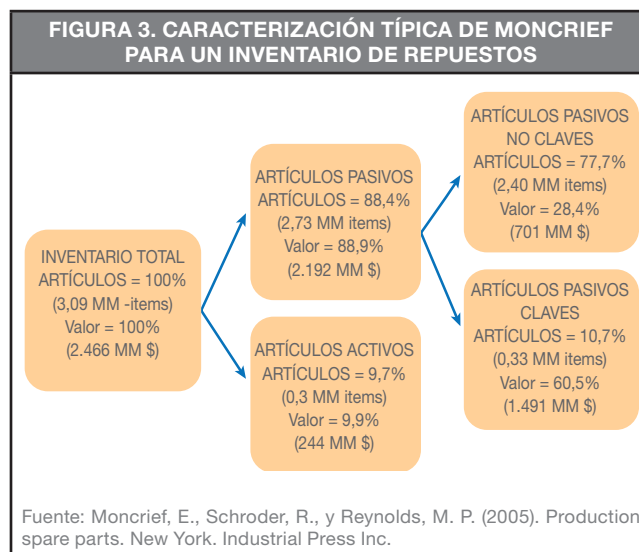 FIGURA 3. CARACTERIZACIÓN TÍPICA DE MONCRIEF
PARA UN INVENTARIO DE REPUESTOS
INVENTARIO TOTAL
ARTÍCULOS = 100%
(3,09 MM -items)
Valor = 100%
(2.466 MM $)
ARTÍCULOS PASIVOS
ARTÍCULOS = 88,4%
(2,73 MM items)
Valor = 88,9%
(2.192 MM $)
ARTÍCULOS ACTIVOS
ARTÍCULOS = 9,7%
(0,3 MM items)
Valor = 9,9%
(244 MM $)
ARTÍCULOS PASIVOS
NO CLAVES
ARTÍCULOS = 77,7%
(2,40 MM items)
Valor = 28,4%
(701 MM $)
ARTÍCULOS PASIVOS
CLAVES
ARTÍCULOS = 10,7%
(0,33 MM items)
Valor = 60,5%
(1.491 MM $)
Fuente: Moncrief, E., Schroder, R., y Reynolds, M. P. (2005). Production
spare parts. New York. Industrial Press Inc.